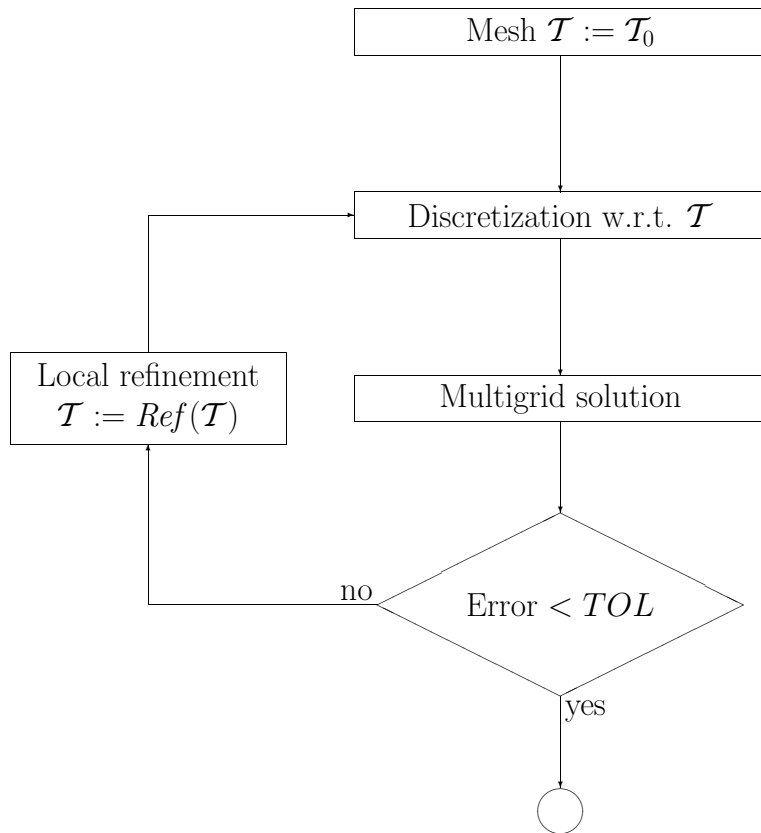 Mesh 𝒯 := 𝒯₀
Discretization w.r.t. 𝒯
Local refinement
𝒯 := Ref(𝒯)
Multigrid solution
no
Error < TOL
yes